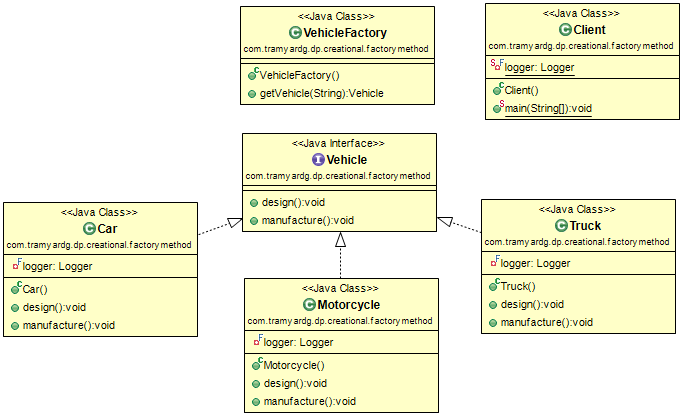 <<Java Class>>
VehicleFactory
com.tramyardg.dp.creational.factorymethod
VehicleFactory()
getVehicle(String):Vehicle
<<Java Class>>
Client
com.tramyardg.dp.creational.factorymethod
logger: Logger
Client()
main(String[]):void
<<Java Interface>>
Vehicle
com.tramyardg.dp.creational.factorymethod
design():void
manufacture():void
<<Java Class>>
Car
com.tramyardg.dp.creational.factorymethod
logger: Logger
Car()
design():void
manufacture():void
<<Java Class>>
Motorcycle
com.tramyardg.dp.creational.factorymethod
logger: Logger
Motorcycle()
design():void
manufacture():void
<<Java Class>>
Truck
com.tramyardg.dp.creational.factorymethod
logger: Logger
Truck()
design():void
manufacture():void